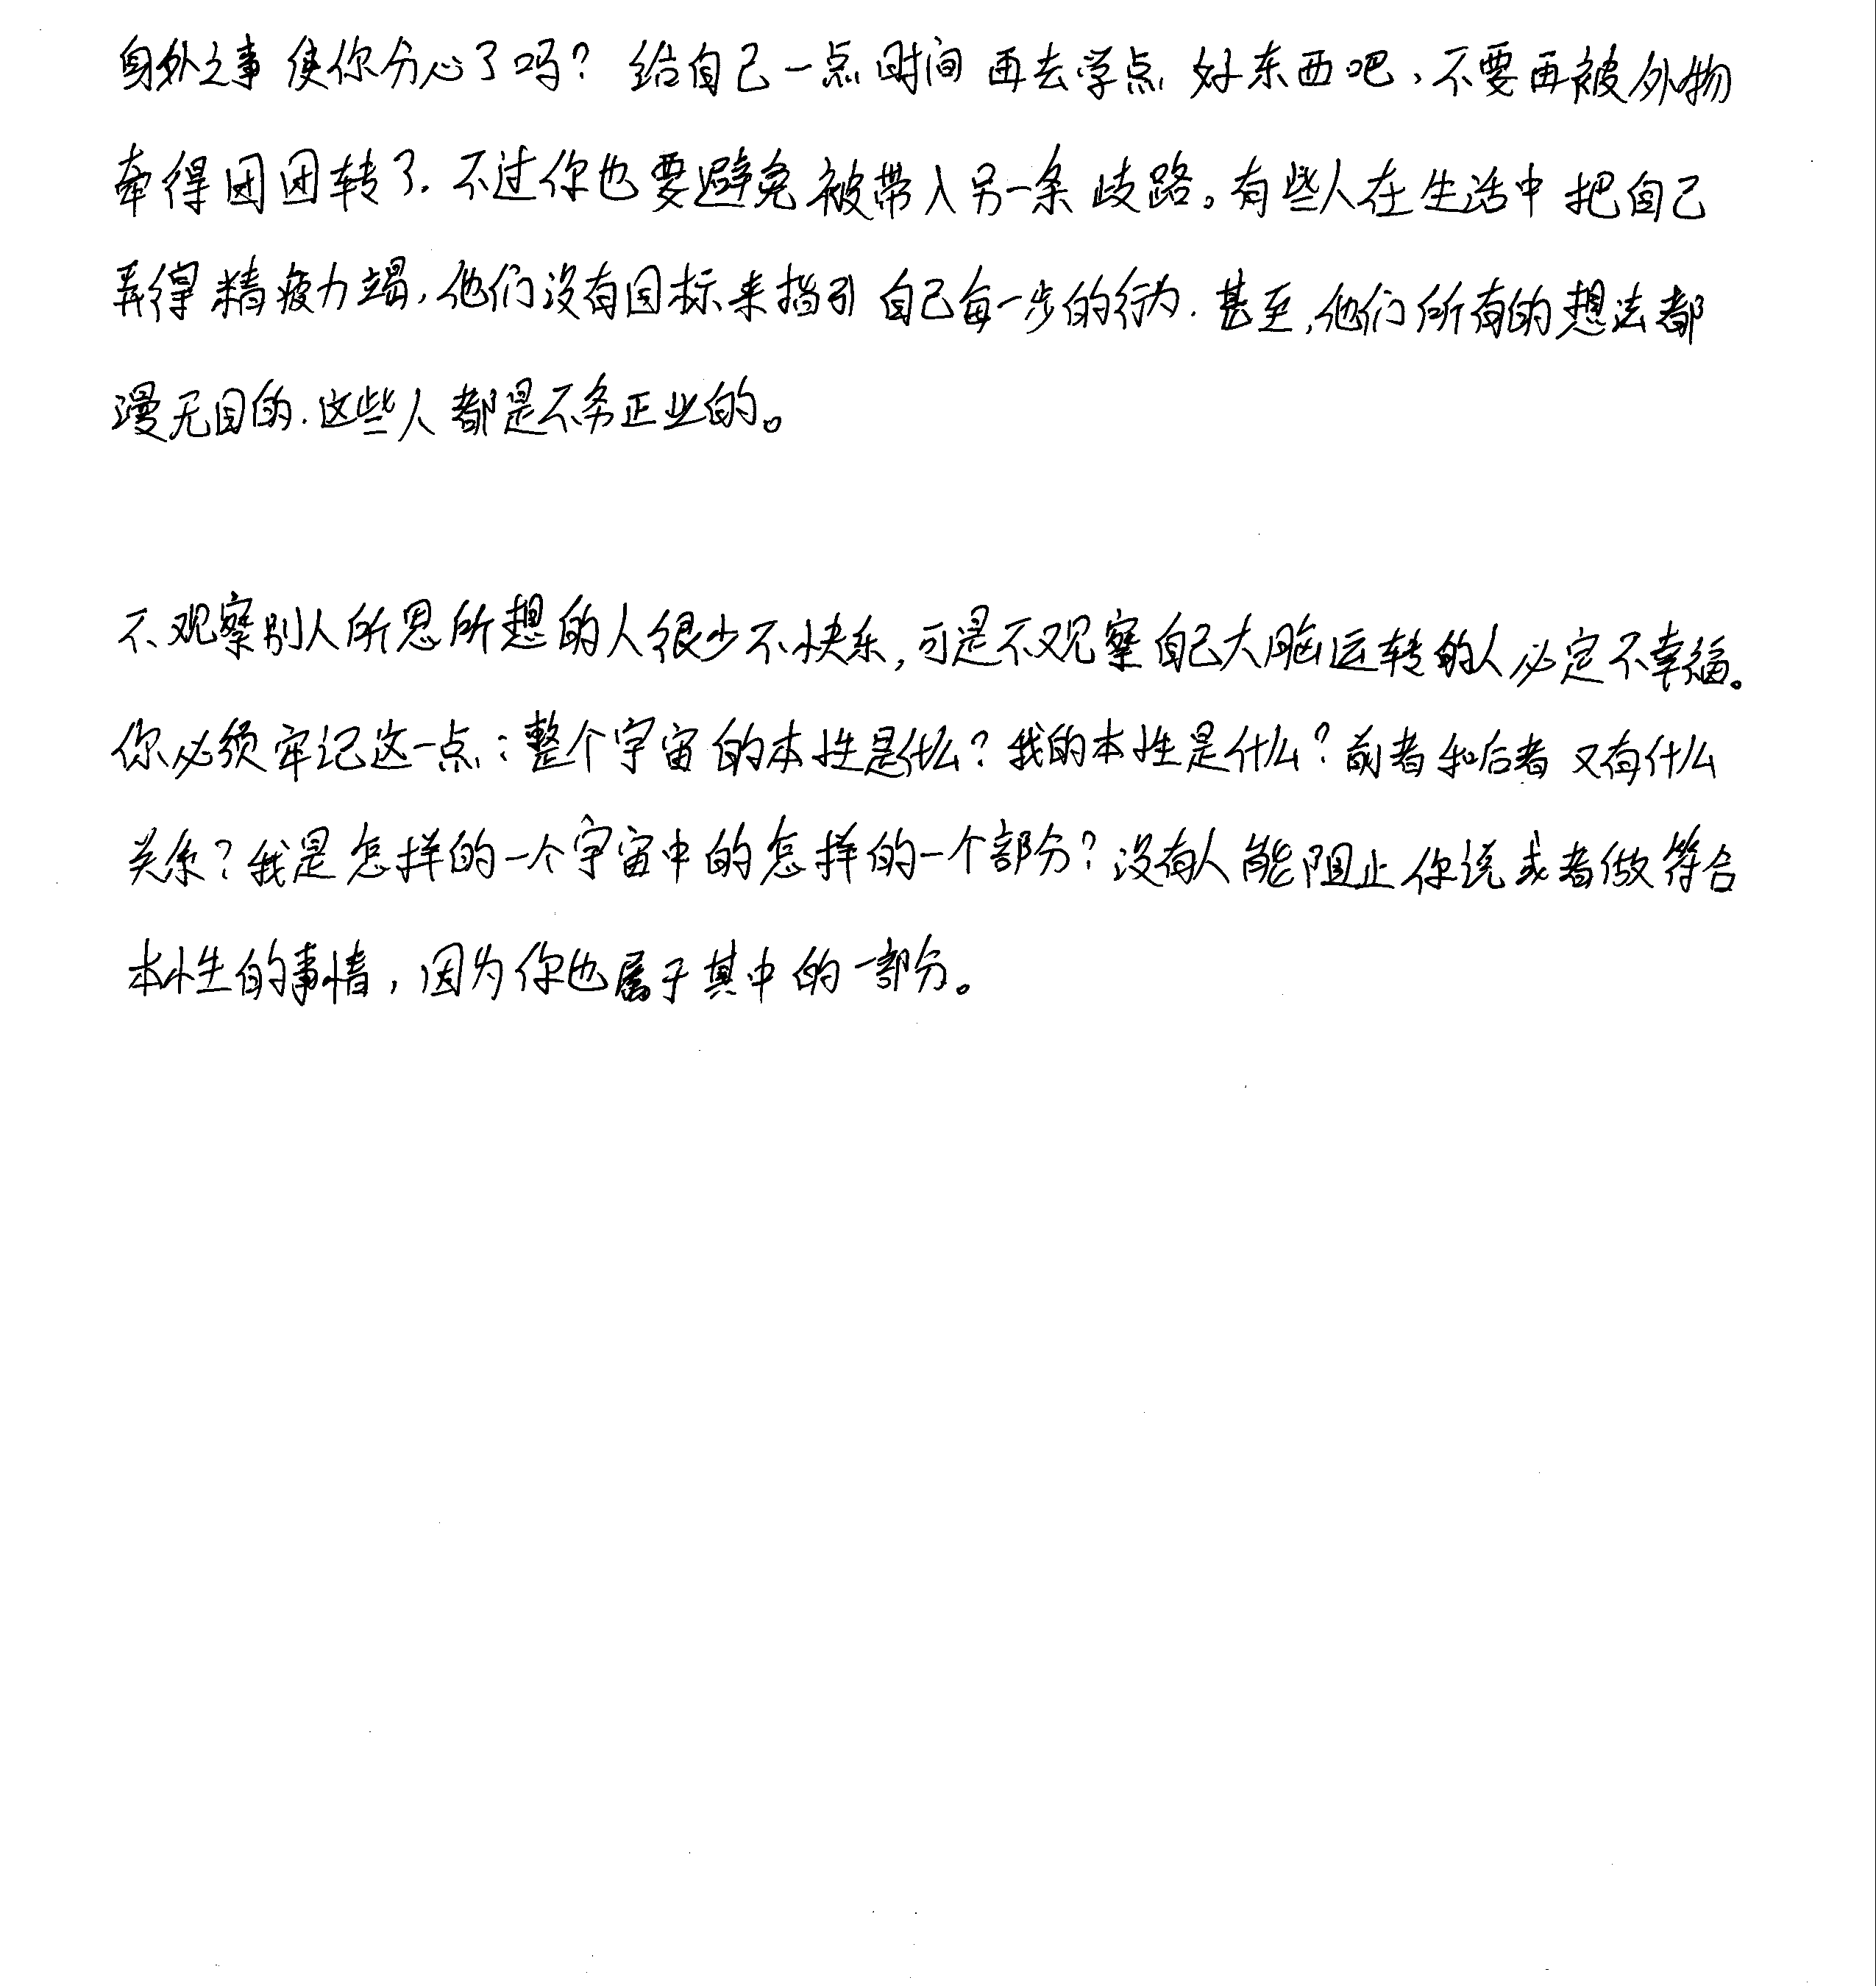 身外之事使你分心了吗？给自己一点时间再去学点好东西吧，不要再被外物
牵得团团转了．不过你也要避免被带入另一条歧路。有些人在生活中把自己
弄得精疲力竭，他们没有目标来指引自己每一步的行为．甚至，他们所有的想法都
漫无目的．这些人都是不务正业的。
不观察别人所思所想的人很少不快乐，可是不观察自己大脑运转的人必定不幸福。
你必须牢记这一点：整个宇宙的本性是什么？我的本性是什么？前者和后者又有什么
关系？我是怎样的一个宇宙中的怎样的一个部分？没有人能阻止你说或者做符合
本性的事情，因为你也属于其中的一部分。